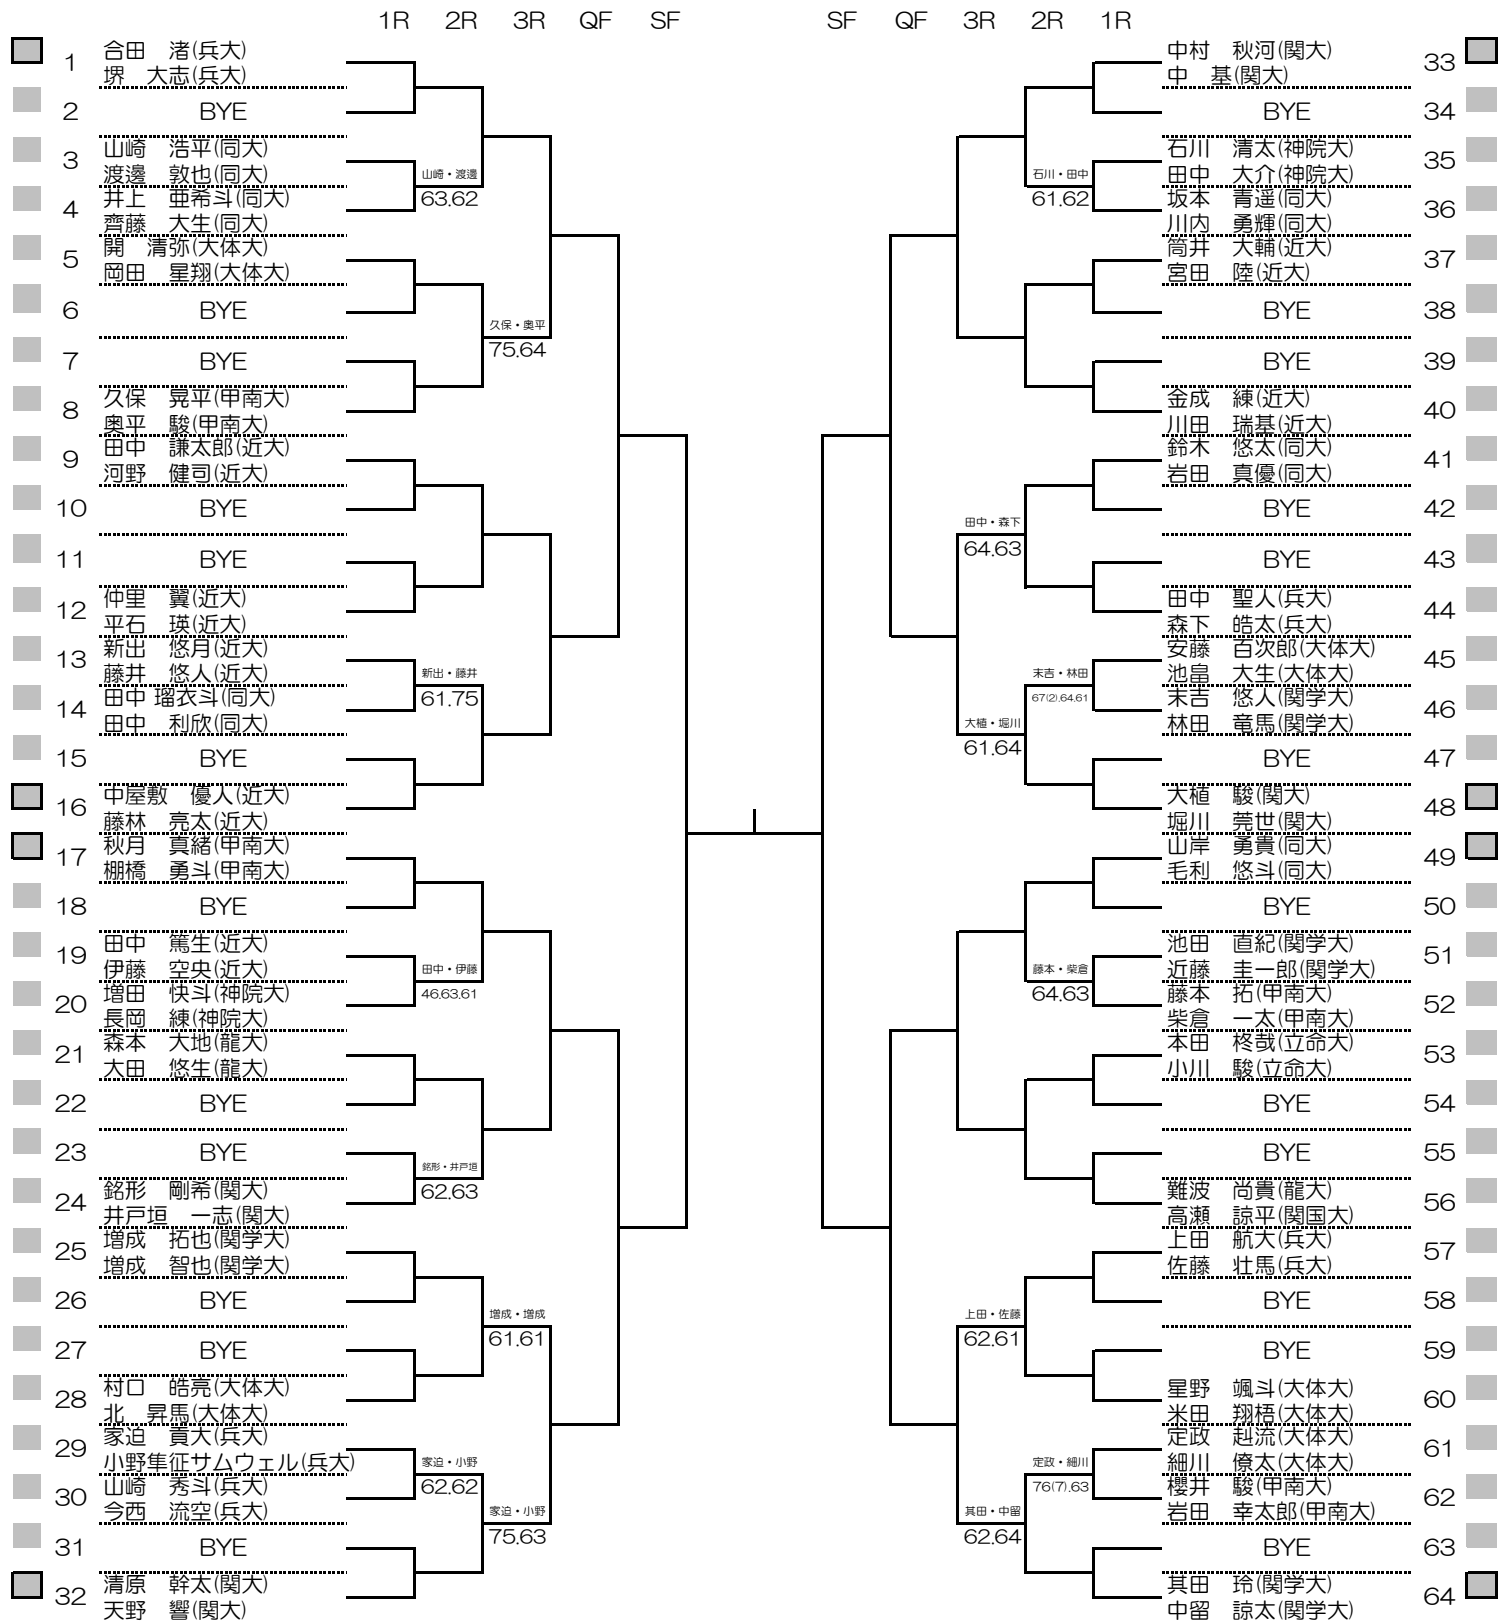 1R 2R 3R QF SF SF QF 3R 2R 1R
1 合田 渚(兵大)
堺 大志(兵大)
2 BYE
3 山崎 浩平(同大)
渡邊 敦也(同大)
山崎・渡邊
63.62
4 井上 亜希斗(同大)
齊藤 大生(同大)
5 開 清弥(大体大)
岡田 星翔(大体大)
6 BYE
久保・奥平
75.64
7 BYE
8 久保 晃平(甲南大)
奥平 駿(甲南大)
9 田中 謙太郎(近大)
河野 健司(近大)
10 BYE
11 BYE
12 仲里 翼(近大)
平石 瑛(近大)
13 新出 悠月(近大)
藤井 悠人(近大)
新出・藤井
61.75
14 田中 瑠衣斗(同大)
田中 利欣(同大)
15 BYE
16 中屋敷 優人(近大)
藤林 亮太(近大)
17 秋月 真緒(甲南大)
棚橋 勇斗(甲南大)
18 BYE
19 田中 篤生(近大)
伊藤 空央(近大)
田中・伊藤
46.63.61
20 増田 快斗(神院大)
長岡 練(神院大)
21 森本 大地(龍大)
大田 悠生(龍大)
22 BYE
23 BYE
銘形・井戸垣
62.63
24 銘形 剛希(関大)
井戸垣 一志(関大)
25 増成 拓也(関学大)
増成 智也(関学大)
26 BYE
増成・増成
61.61
27 BYE
28 村口 皓亮(大体大)
北 昇馬(大体大)
29 家迫 貢大(兵大)
小野隼征サムウェル(兵大)
家迫・小野
62.62
30 山崎 秀斗(兵大)
今西 流空(兵大)
家迫・小野
75.63
31 BYE
32 清原 幹太(関大)
天野 響(関大)
中村 秋河(関大) 33
中 基(関大)
BYE 34
石川 清太(神院大) 35
田中 大介(神院大)
石川・田中
61.62
坂本 青遥(同大) 36
川内 勇輝(同大)
筒井 大輔(近大) 37
宮田 陸(近大)
BYE 38
BYE 39
金成 練(近大) 40
川田 瑞基(近大)
鈴木 悠太(同大) 41
岩田 真優(同大)
BYE 42
田中・森下
64.63
BYE 43
田中 聖人(兵大) 44
森下 皓太(兵大)
安藤 百次郎(大体大) 45
池畠 大生(大体大)
末吉・林田
67(2).64.61
末吉 悠人(関学大) 46
林田 竜馬(関学大)
大植・堀川
61.64
BYE 47
大植 駿(関大) 48
堀川 莞世(関大)
山岸 勇貴(同大) 49
毛利 悠斗(同大)
BYE 50
池田 直紀(関学大) 51
近藤 圭一郎(関学大)
藤本・柴倉
64.63
藤本 拓(甲南大) 52
柴倉 一太(甲南大)
本田 柊哉(立命大) 53
小川 駿(立命大)
BYE 54
BYE 55
難波 尚貴(龍大) 56
高瀬 諒平(関国大)
上田 航大(兵大) 57
佐藤 壮馬(兵大)
BYE 58
上田・佐藤
62.61
BYE 59
星野 颯斗(大体大) 60
米田 翔梧(大体大)
定政 赳流(大体大) 61
細川 僚太(大体大)
定政・細川
76(7).63
櫻井 駿(甲南大) 62
岩田 幸太郎(甲南大)
其田・中留
62.64
BYE 63
其田 玲(関学大) 64
中留 諒太(関学大)